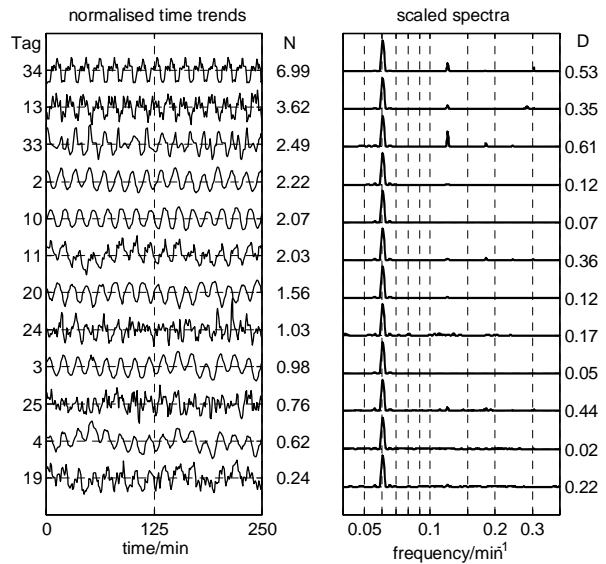 normalised time trends scaled spectra
Tag N D
34 6.99 0.53
13 3.62 0.35
33 2.49 0.61
2 2.22 0.12
10 2.07 0.07
11 2.03 0.36
20 1.56 0.12
24 1.03 0.17
3 0.98 0.05
25 0.76 0.44
4 0.62 0.02
19 0.24 0.22
0 125 250 0.05 0.1 0.2 0.3
time/min frequency/min-1